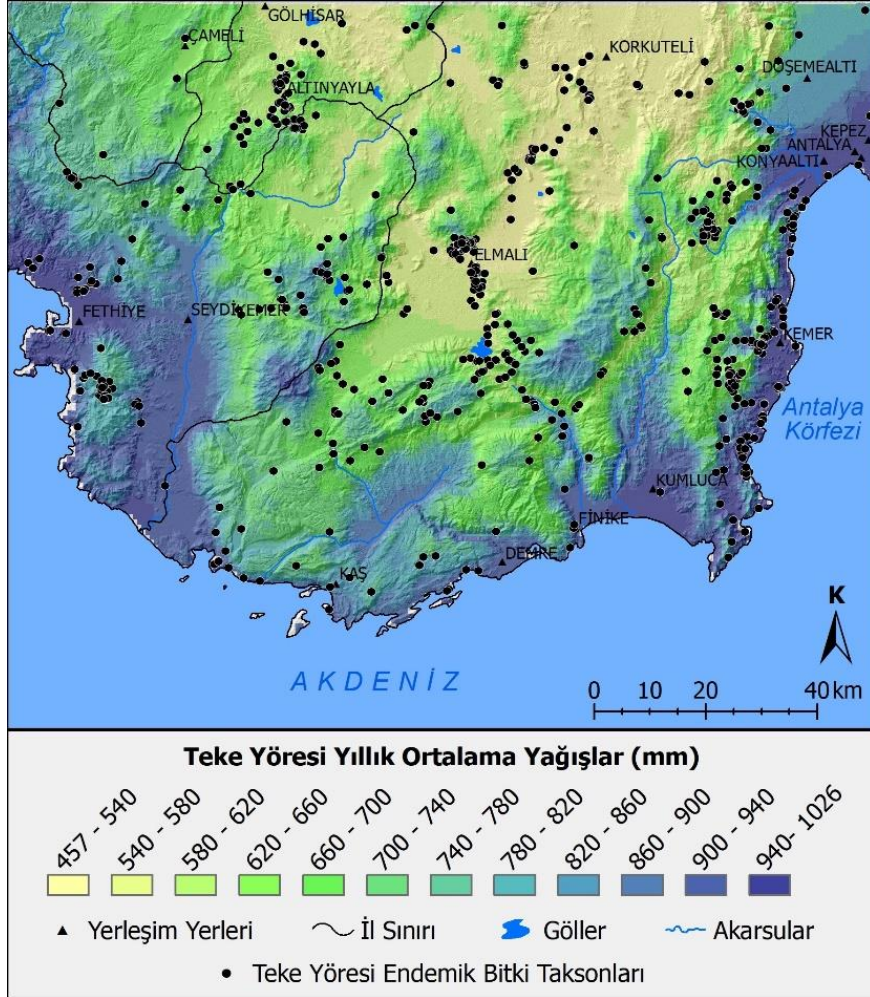 GÖLHİSAR
ÇAMELİ
KORKUTELİ
DÖŞEMEALTI
ALTINYAYLA
KEPEZ
ANTALYA
KONYAALTI
ELMALI
FETHİYE
SEYDİKEMER
KEMER
Antalya
Körfezi
KUMLUCA
FİNİKE
DEMRE
KAŞ
K
AKDENİZ
0 10 20 40 km
Teke Yöresi Yıllık Ortalama Yağışlar (mm)
457 - 540
540 - 580
580 - 620
620 - 660
660 - 700
700 - 740
740 - 780
780 - 820
820 - 860
860 - 900
900 - 940
940- 1026
Yerleşim Yerleri
İl Sınırı
Göller
Akarsular
Teke Yöresi Endemik Bitki Taksonları